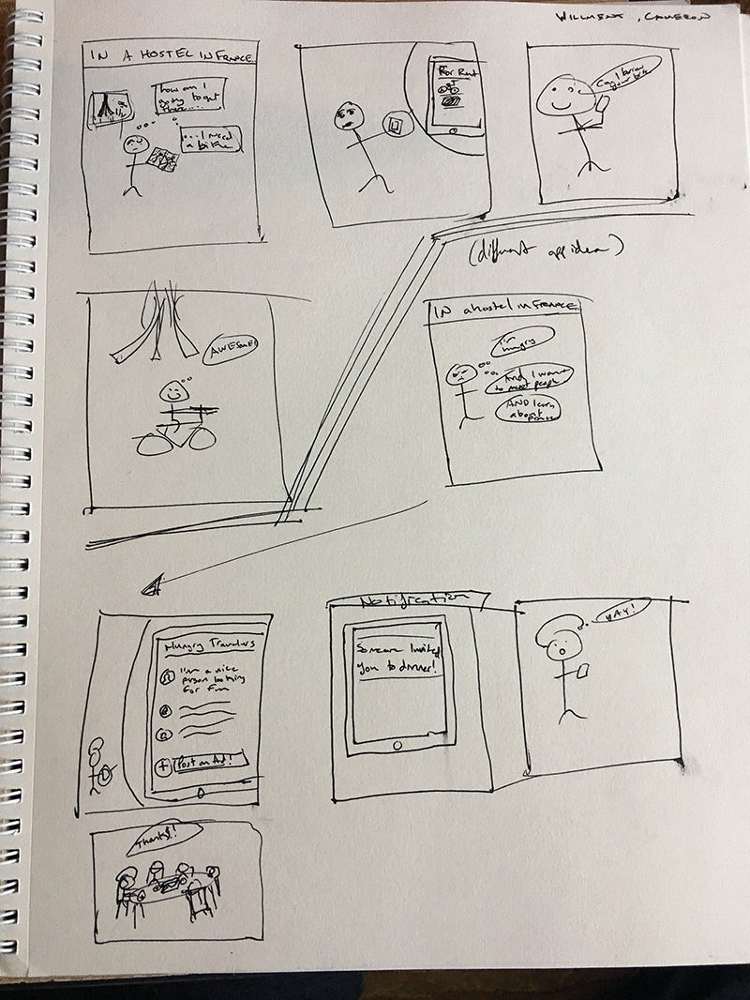 WILLMENT, CAMERON
IN A HOSTEL IN FRANCE..
how am I
going to get
there....
...I need
a bike
For Rent
Can I borrow
your bike
(different app idea)
AWESOME!
IN a hostel in FRANCE..
I'm
hungry
And I want
to meet people
AND learn
about France
Hungry Travelers
I'm a nice
person looking
for fun
+ Post an Ad!
Notification
Someone Invited
you to dinner!
YAY!
Thanks!!